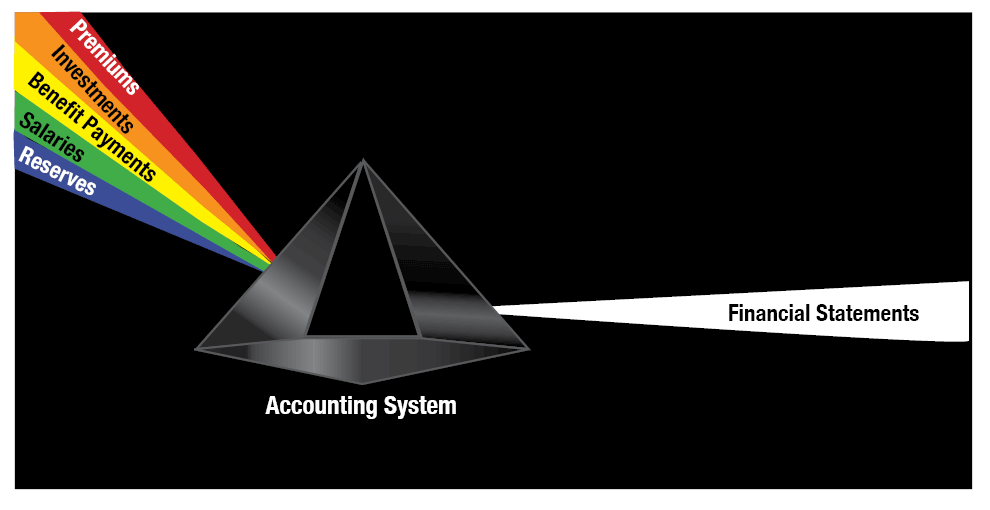 Premiums
Investments
Benefit Payments
Salaries
Reserves
Financial Statements
Accounting System